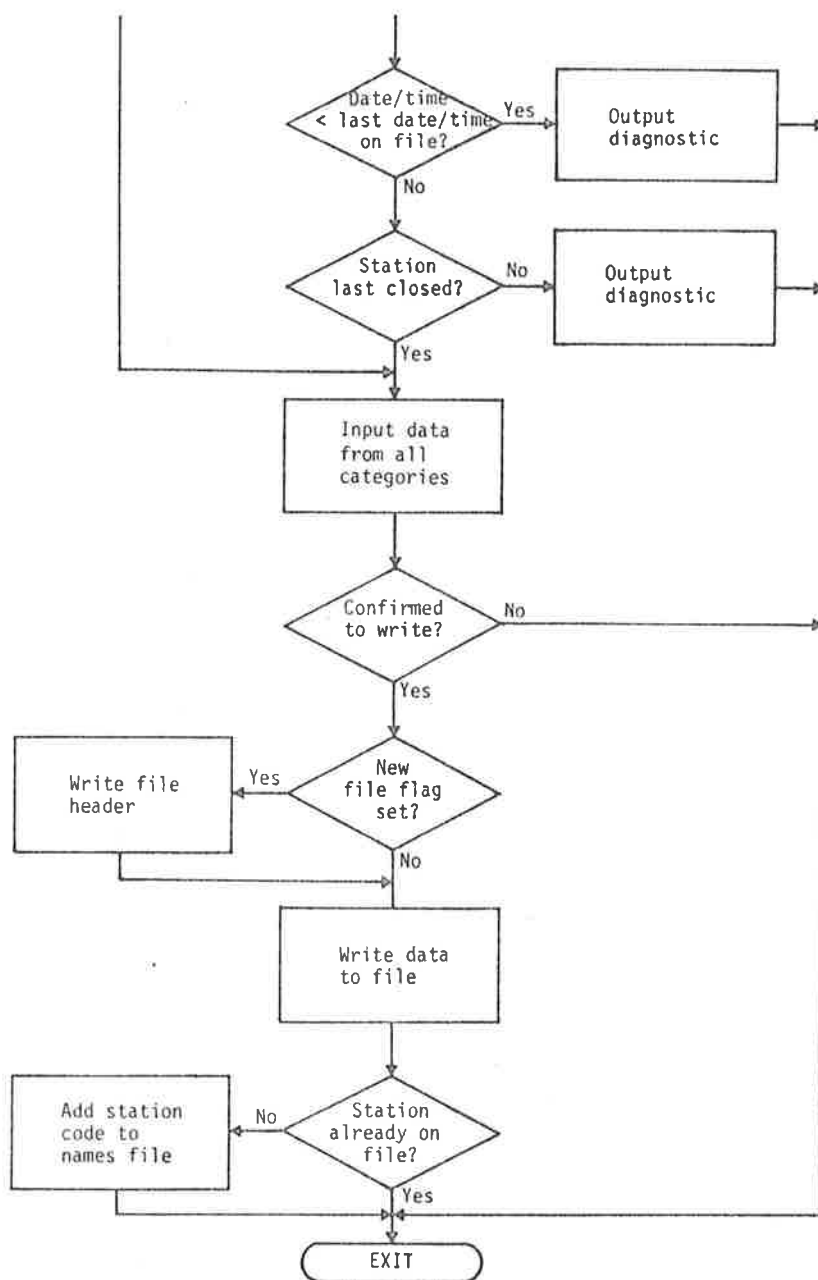 Date/time
< last date/time
on file?
Yes
Output
diagnostic
No
Station
last closed?
No
Output
diagnostic
Yes
Input data
from all
categories
Confirmed
to write?
No
Yes
New
file flag
set?
Yes
Write file
header
No
Write data
to file
Station
already on
file?
No
Add station
code to
names file
Yes
EXIT